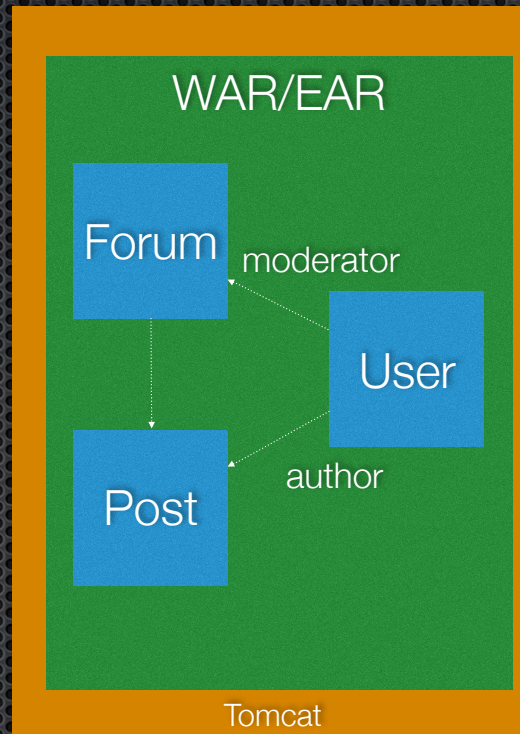 WAR/EAR
Forum
moderator
User
author
Post
Tomcat